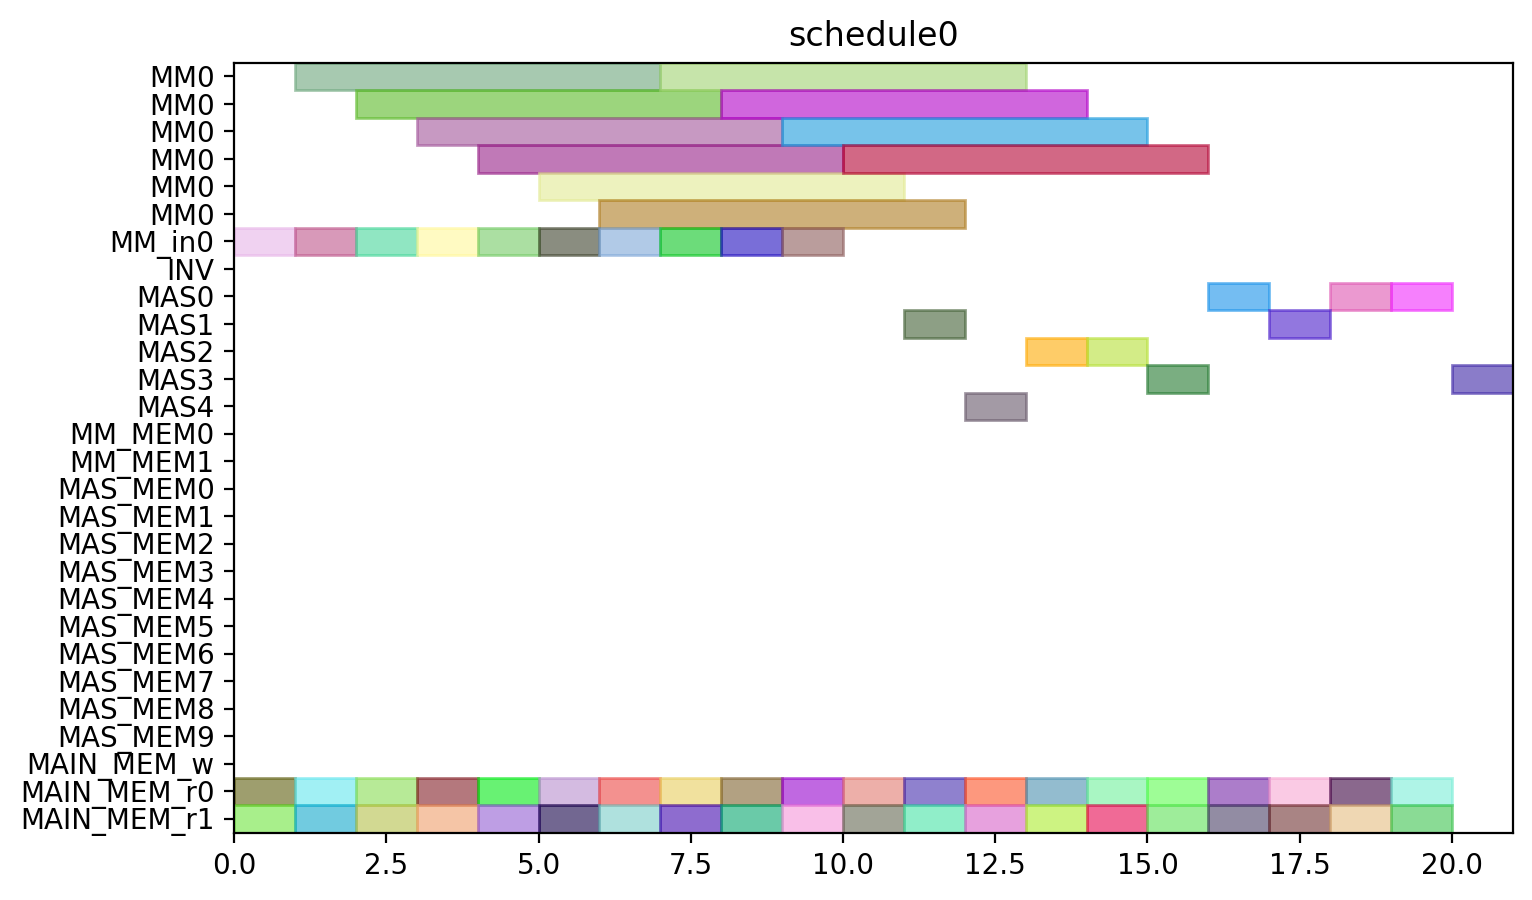 schedule0
MM0
MM0
MM0
MM0
MM0
MM0
MM_in0
INV
MAS0
MAS1
MAS2
MAS3
MAS4
MM_MEM0
MM_MEM1
MAS_MEM0
MAS_MEM1
MAS_MEM2
MAS_MEM3
MAS_MEM4
MAS_MEM5
MAS_MEM6
MAS_MEM7
MAS_MEM8
MAS_MEM9
MAIN_MEM_w
MAIN_MEM_r0
MAIN_MEM_r1
0.0 2.5 5.0 7.5 10.0 12.5 15.0 17.5 20.0